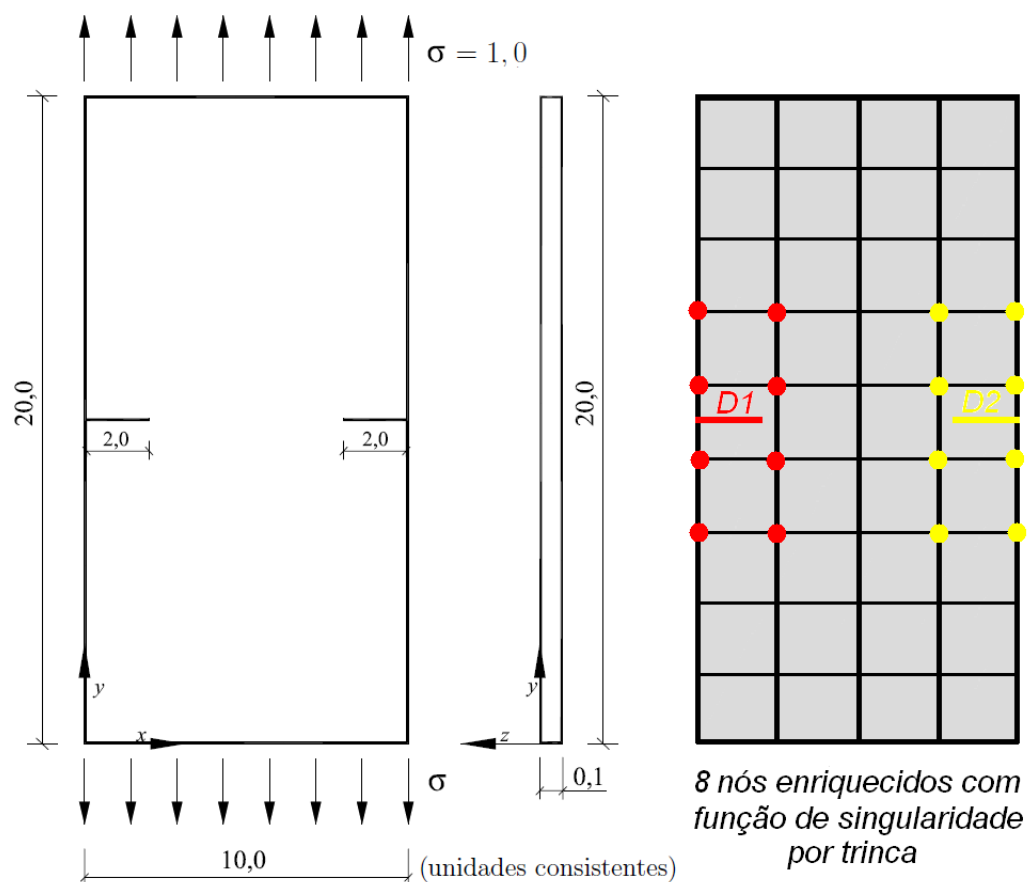 σ = 1, 0
20,0
20,0
D1
D2
2,0
2,0
y
x
y
z
σ
0,1
10,0
(unidades consistentes)
8 nós enriquecidos com
função de singularidade
por trinca